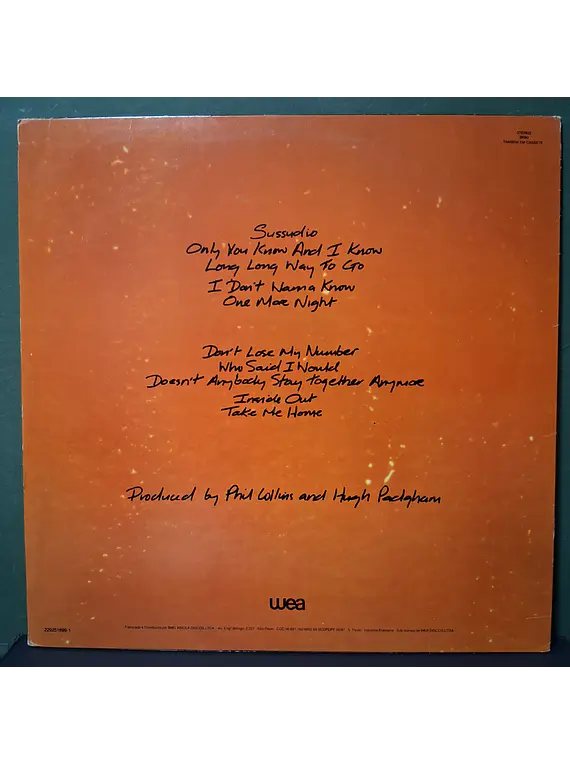 STEREO
Sussudio
Only You Know And I Know
Long Long Way To Go
I Don't Wanna Know
One More Night
Don't Lose My Number
Who Said I Would
Doesn't Anybody Stay Together Anymore
Inside Out
Take Me Home
Produced by Phil Collins and Hugh Padgham
wea